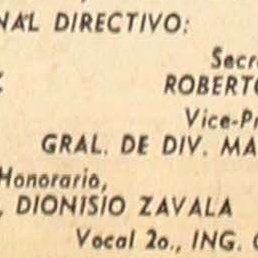 NAL DIRECTIVO:
Secr
ROBERTO
Vice-Pr
GRAL. DE DIV. MA
Honorario,
, DIONISIO ZAVALA
Vocal 2o., ING.